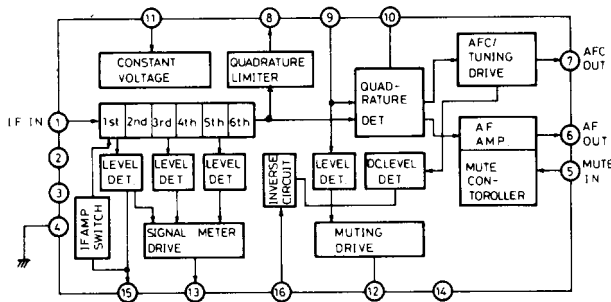 11
8
9
10
CONSTANT
VOLTAGE
QUADRATURE
LIMITER
QUAD-
RATURE
DET
AFC/
TUNING
DRIVE
7
AFC
OUT
IF IN
1
1st 2nd 3rd 4th 5th 6th
AF
AMP
6
AF
OUT
MUTE
CON-
TOROLLER
5
MUTE
IN
2
3
4
LEVEL
DET.
LEVEL
DET.
LEVEL
DET.
INVERSE
CIRCUIT
LEVEL
DET.
DC LEVEL
DET
IF AMP
SWITCH
SIGNAL METER
DRIVE
MUTING
DRIVE
15
13
16
12
14